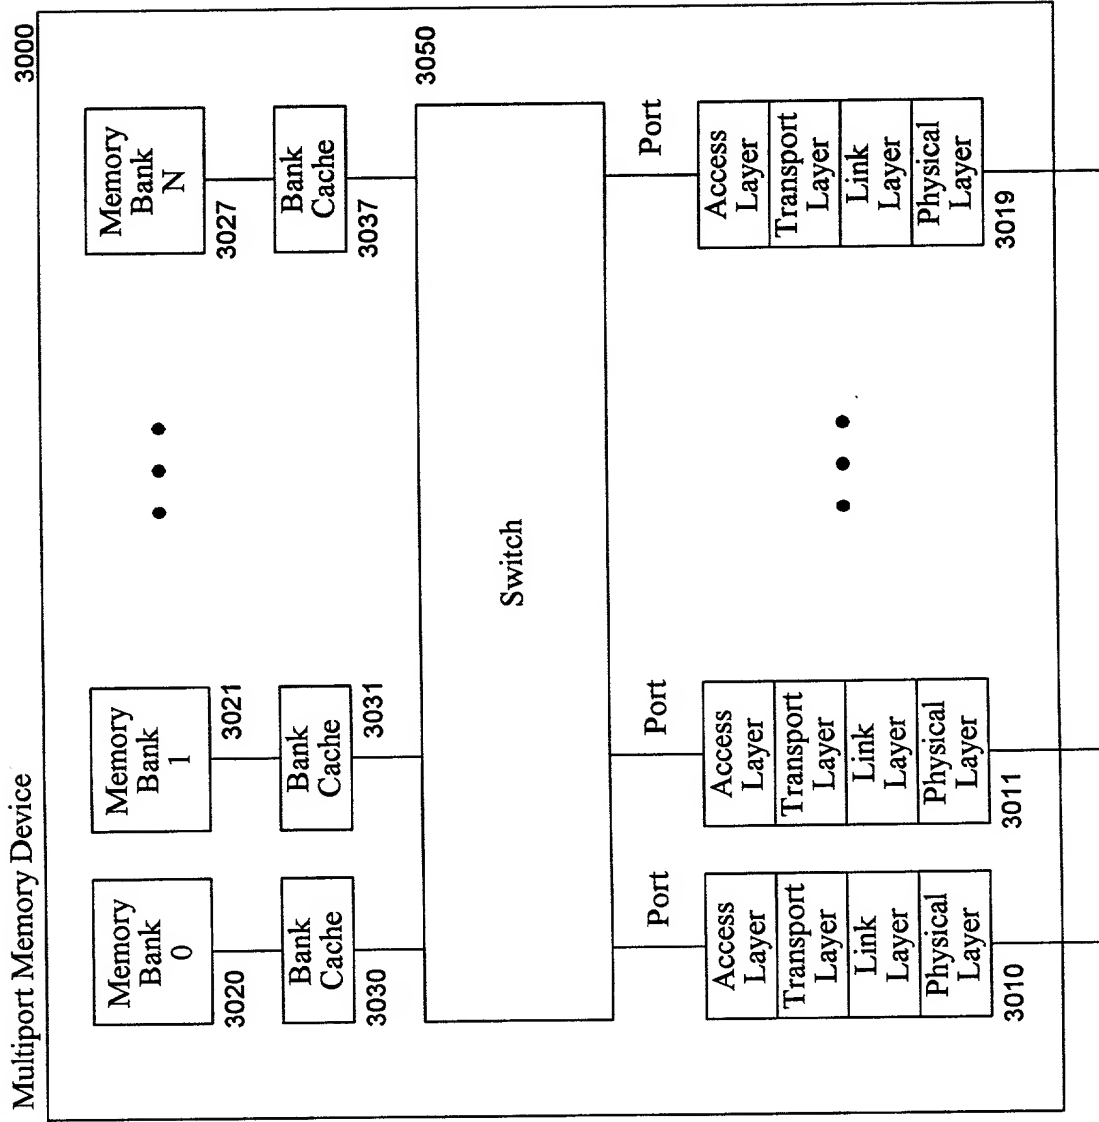 Multiport Memory Device
3000
Memory
Bank
0
3020
Memory
Bank
1
3021
Memory
Bank
N
3027
Bank
Cache
3030
Bank
Cache
3031
Bank
Cache
3037
3050
Switch
Port
Port
Port
Access
Layer
Transport
Layer
Link
Layer
Physical
Layer
3010
Access
Layer
Transport
Layer
Link
Layer
Physical
Layer
3011
Access
Layer
Transport
Layer
Link
Layer
Physical
Layer
3019